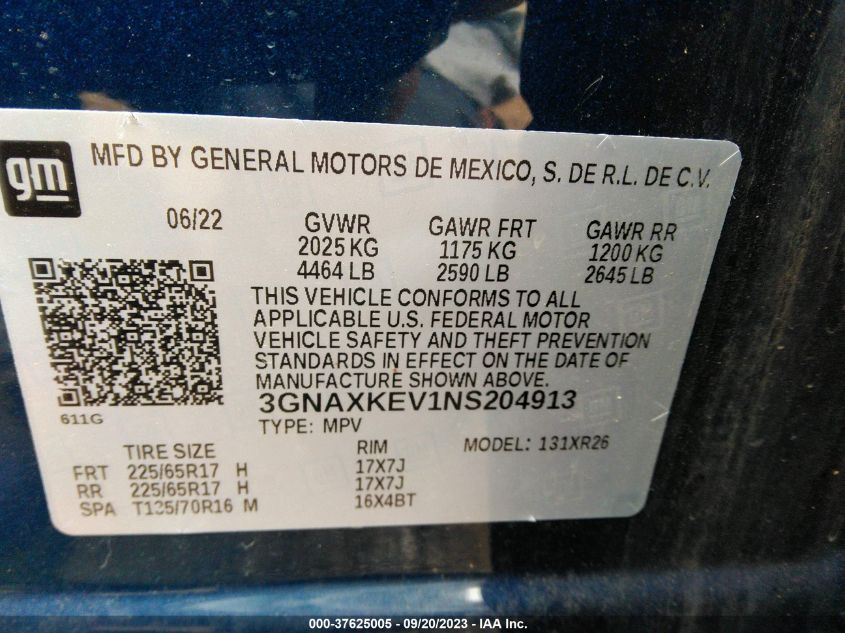 gm
MFD BY GENERAL MOTORS DE MEXICO, S. DE R.L. DE C.V.
06/22 GVWR GAWR FRT GAWR RR
2025 KG 1175 KG 1200 KG
4464 LB 2590 LB 2645 LB
THIS VEHICLE CONFORMS TO ALL
APPLICABLE U.S. FEDERAL MOTOR
VEHICLE SAFETY AND THEFT PREVENTION
STANDARDS IN EFFECT ON THE DATE OF
MANUFACTURE SHOWN ABOVE.
3GNAXKEV1NS204913
611G
TYPE: MPV
TIRE SIZE RIM MODEL: 131XR26
FRT 225/65R17 H 17X7J
RR 225/65R17 H 17X7J
SPA T135/70R16 M 16X4BT
000-37625005 - 09/20/2023 - IAA Inc.